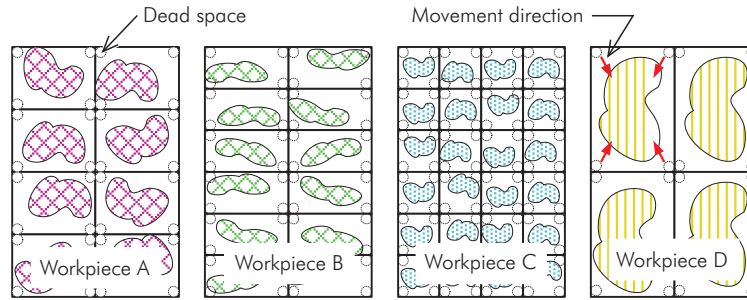 Dead space
Movement direction
Workpiece A
Workpiece B
Workpiece C
Workpiece D